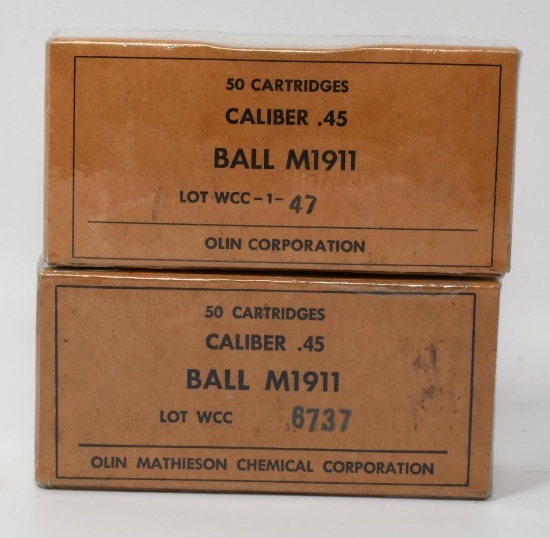 50 CARTRIDGES
CALIBER .45
BALL M1911
LOT WCC-1- 47
OLIN CORPORATION
50 CARTRIDGES
CALIBER .45
BALL M1911
LOT WCC 6737
OLIN MATHIESON CHEMICAL CORPORATION